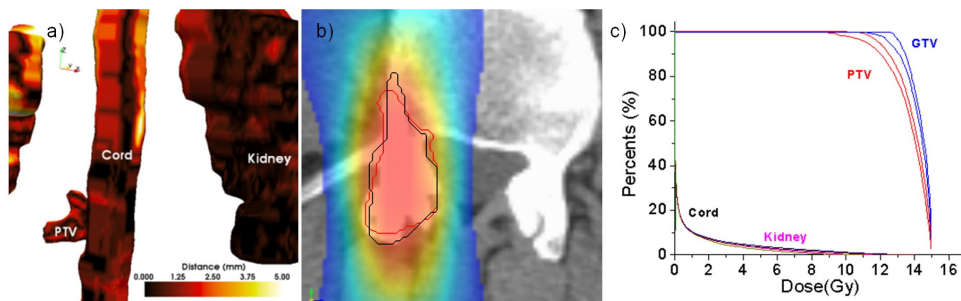 a)
Cord
Kidney
PTV
Distance (mm)
0.000 1.25 2.50 3.75 5.00
b)
c)
100
80
60
40
20
0
Percents (%)
GTV
PTV
Cord
Kidney
0 2 4 6 8 10 12 14 16
Dose(Gy)